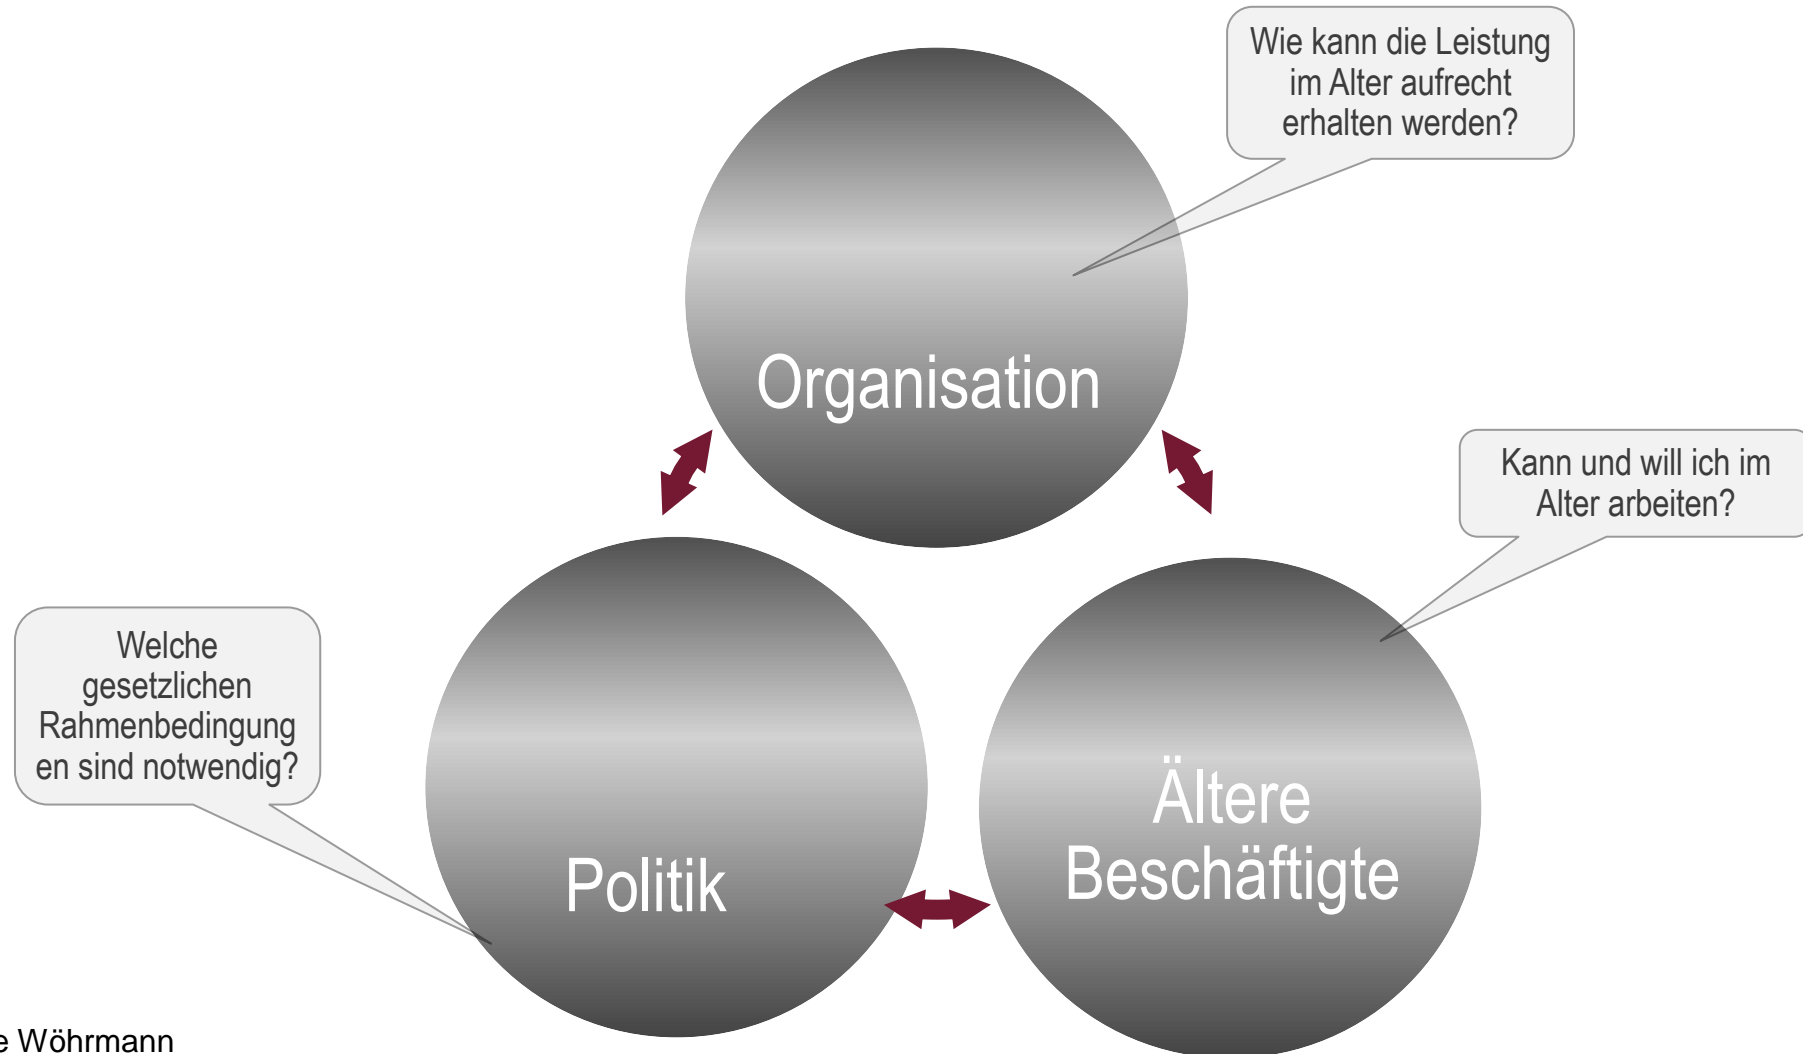 Wie kann die Leistung
im Alter aufrecht
erhalten werden?
Organisation
Kann und will ich im
Alter arbeiten?
Welche
gesetzlichen
Rahmenbedingung
en sind notwendig?
Politik
Ältere
Beschäftigte
e Wöhrmann